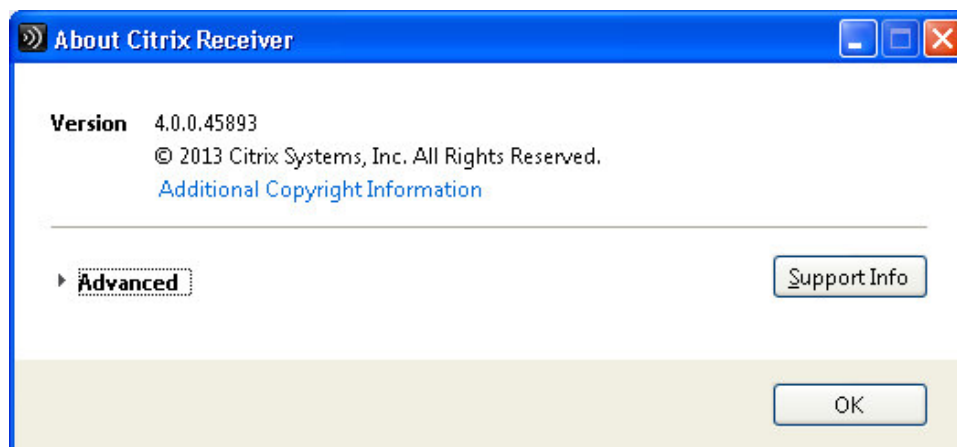 About Citrix Receiver
Version 4.0.0.45893
© 2013 Citrix Systems, Inc. All Rights Reserved.
Additional Copyright Information
Advanced
Support Info
OK